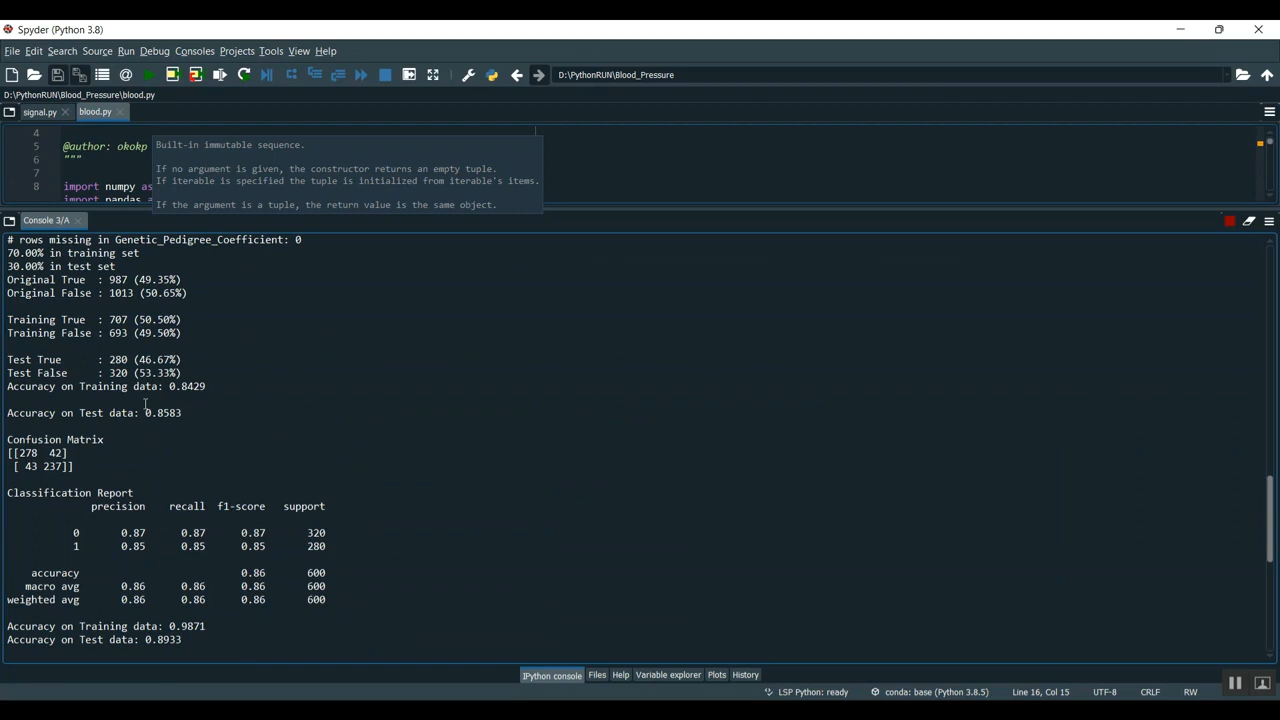 Spyder (Python 3.8)
File Edit Search Source Run Debug Consoles Projects Tools View Help
D:\PythonRUN\Blood_Pressure
D:\PythonRUN\Blood_Pressure\blood.py
signal.py blood.py
4
5 @author: okokp
6 """
7
8 import numpy as
import pandas
Built-in immutable sequence.
If no argument is given, the constructor returns an empty tuple.
If iterable is specified the tuple is initialized from iterable's items.
If the argument is a tuple, the return value is the same object.
Console 3/A
# rows missing in Genetic_Pedigree_Coefficient: 0
70.00% in training set
30.00% in test set
Original True : 987 (49.35%)
Original False : 1013 (50.65%)
Training True : 707 (50.50%)
Training False : 693 (49.50%)
Test True : 280 (46.67%)
Test False : 320 (53.33%)
Accuracy on Training data: 0.8429
Accuracy on Test data: 0.8583
Confusion Matrix
[[278 42]
[ 43 237]]
Classification Report
precision recall f1-score support
0 0.87 0.87 0.87 320
1 0.85 0.85 0.85 280
accuracy 0.86 600
macro avg 0.86 0.86 0.86 600
weighted avg 0.86 0.86 0.86 600
Accuracy on Training data: 0.9871
Accuracy on Test data: 0.8933
IPython console Files Help Variable explorer Plots History
LSP Python: ready conda: base (Python 3.8.5) Line 16, Col 15 UTF-8 CRLF RW